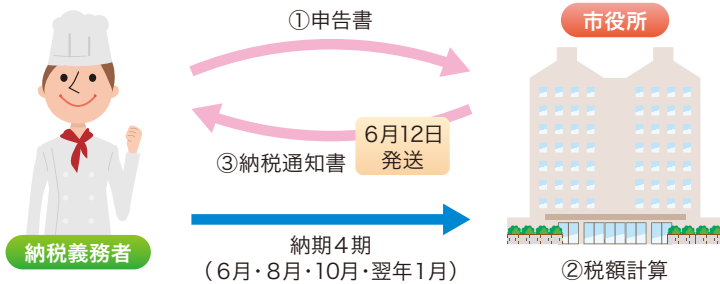 ①申告書
市役所
6月12日
発送
③納税通知書
納税義務者
納期4期
（6月・8月・10月・翌年1月）
②税額計算